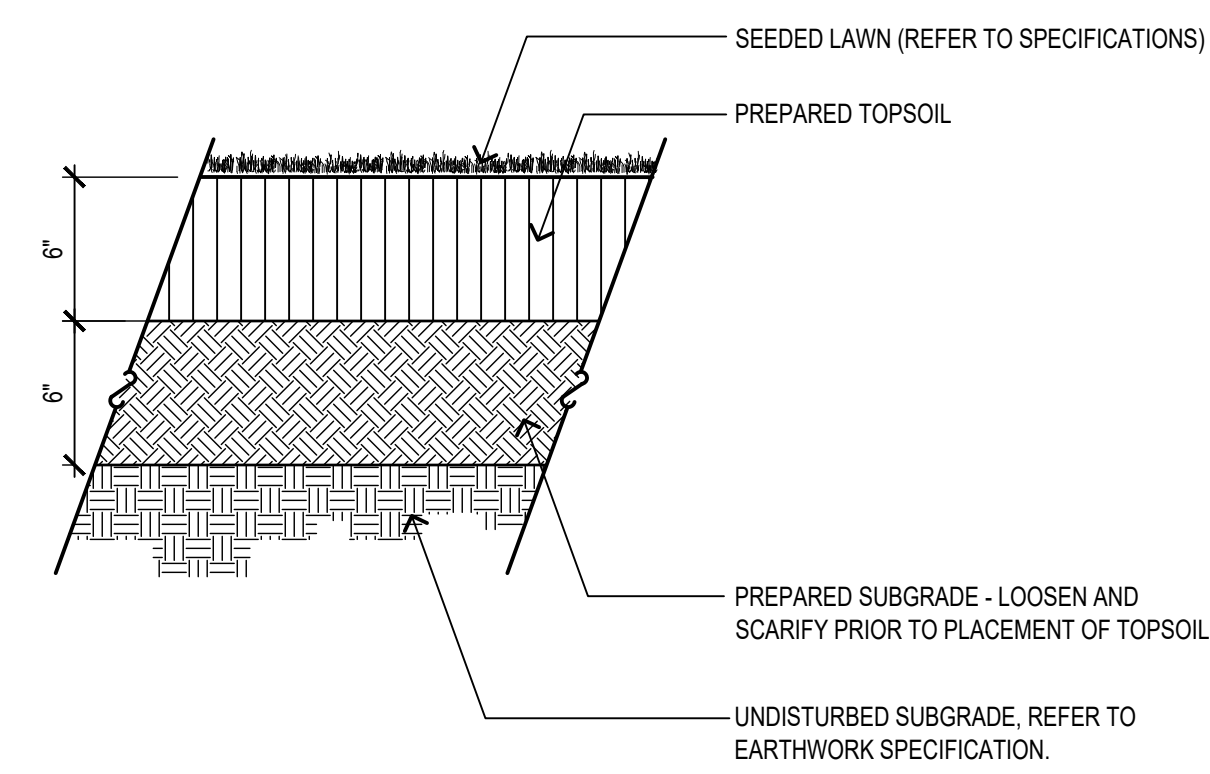 SEEDED LAWN (REFER TO SPECIFICATIONS)
PREPARED TOPSOIL
6"
6"
PREPARED SUBGRADE - LOOSEN AND
SCARIFY PRIOR TO PLACEMENT OF TOPSOIL
UNDISTURBED SUBGRADE, REFER TO
EARTHWORK SPECIFICATION.